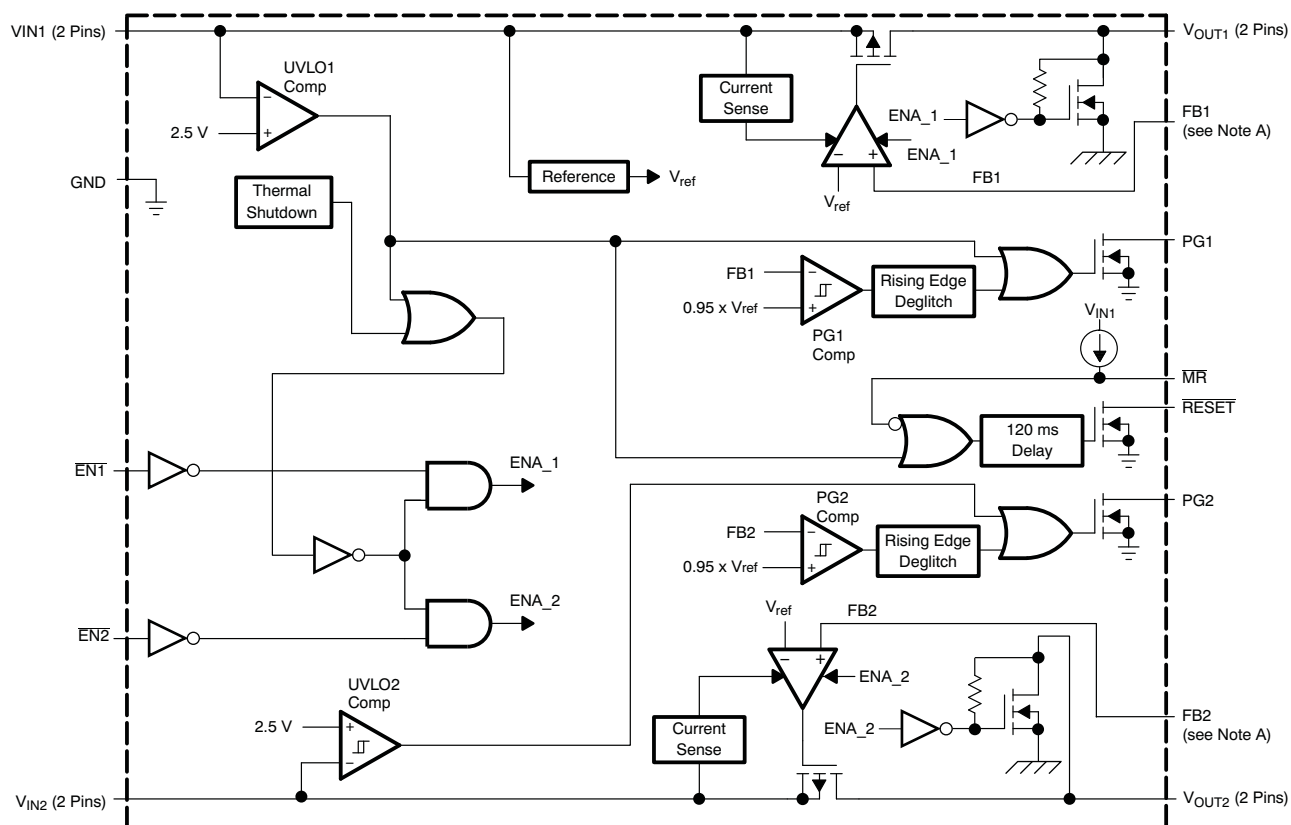 VIN1 (2 Pins)
VOUT1 (2 Pins)
UVLO1
Comp
−
2.5 V
+
Current
Sense
ENA_1
FB1
(see Note A)
ENA_1
− +
GND
Thermal
Shutdown
Reference
Vref
Vref
FB1
PG1
FB1
−
0.95 x Vref
+
Rising Edge
Deglitch
PG1
Comp
VIN1
MR
RESET
120 ms
Delay
EN1
ENA_1
PG2
Comp
PG2
FB2
−
0.95 x Vref
+
Rising Edge
Deglitch
EN2
ENA_2
Vref
FB2
− +
ENA_2
UVLO2
Comp
2.5 V
+
−
Current
Sense
ENA_2
FB2
(see Note A)
VIN2 (2 Pins)
VOUT2 (2 Pins)